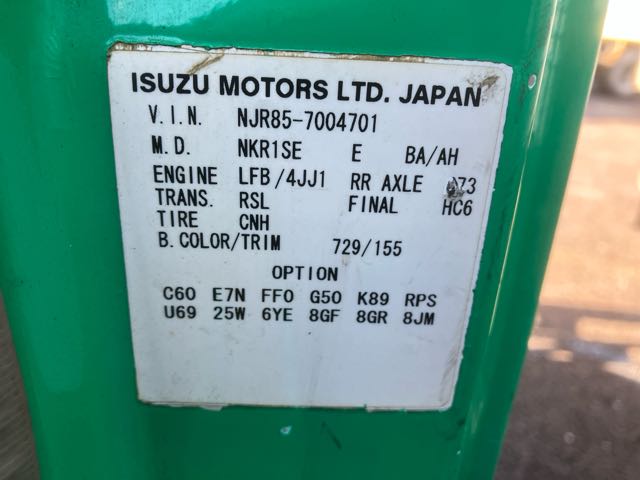 ISUZU MOTORS LTD. JAPAN
V.I.N. NJR85-7004701
M.D. NKR1SE E BA/AH
ENGINE LFB/4JJ1 RR AXLE
TRANS. RSL FINAL HC6
TIRE CNH
B.COLOR/TRIM 729/155
OPTION
C60 E7N FF0 G50 K89 RPS
U69 25W 6YE 8GF 8GR 8JM